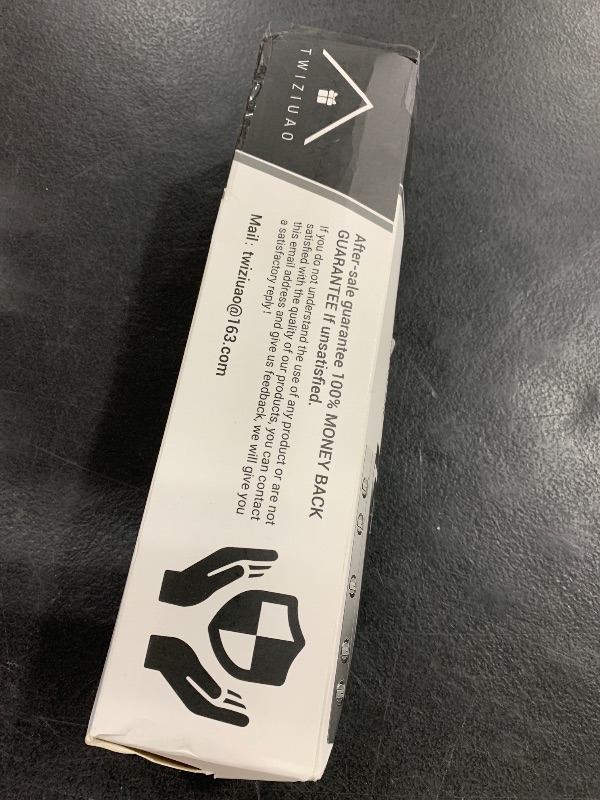 TWIZIUAO
After-sale guarantee 100% MONEY BACK
GUARANTEE if unsatisfied.
If you do not understand the use of any product or are not
satisfied with the quality of our products, you can contact
this email address and give us feedback, we will give you
a satisfactory reply!
Mail: twiziuao@163.com